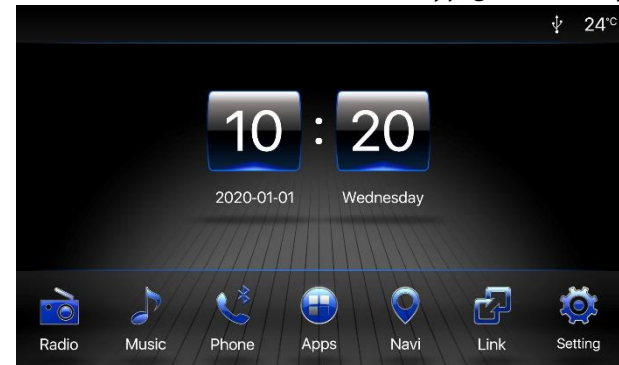 24°C
10 : 20
2020-01-01 Wednesday
Radio Music Phone Apps Navi Link Setting